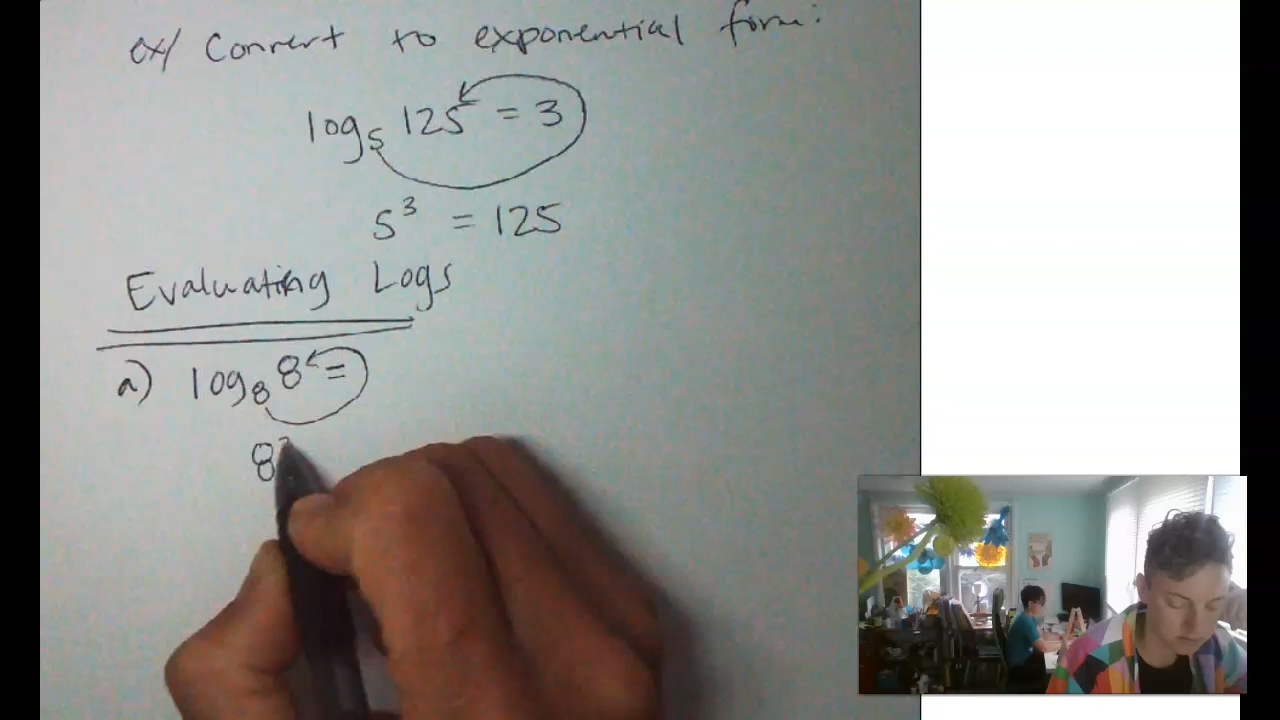 ex/ Convert to exponential form:
log₅ 125 = 3
5³ = 125
Evaluating Logs
a) log₈ 8 =
8